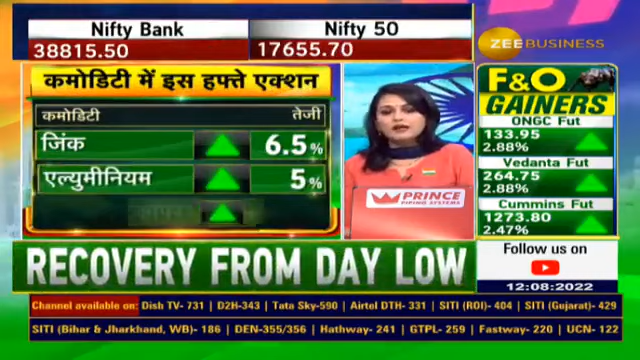 Nifty Bank
38815.50
Nifty 50
17655.70
ZEE BUSINESS
कमोडिटी में इस हफ्ते एक्शन
कमोडिटी तेजी
जिंक 6.5%
एल्युमीनियम 5%
PRINCE
PIPING SYSTEMS
F&O
GAINERS
ONGC Fut
133.95
2.88%
Vedanta Fut
264.75
2.88%
Cummins Fut
1273.80
2.47%
RECOVERY FROM DAY LOW
Follow us on
12:08:2022
Channel available on: Dish TV- 731 | D2H-343 | Tata Sky-590 | Airtel DTH- 331 | SITI (ROI)- 404 | SITI (Gujarat)- 429
SITI (Bihar & Jharkhand, WB)- 186 | DEN-355/356 | Hathway- 241 | GTPL- 259 | Fastway- 220 | UCN- 122